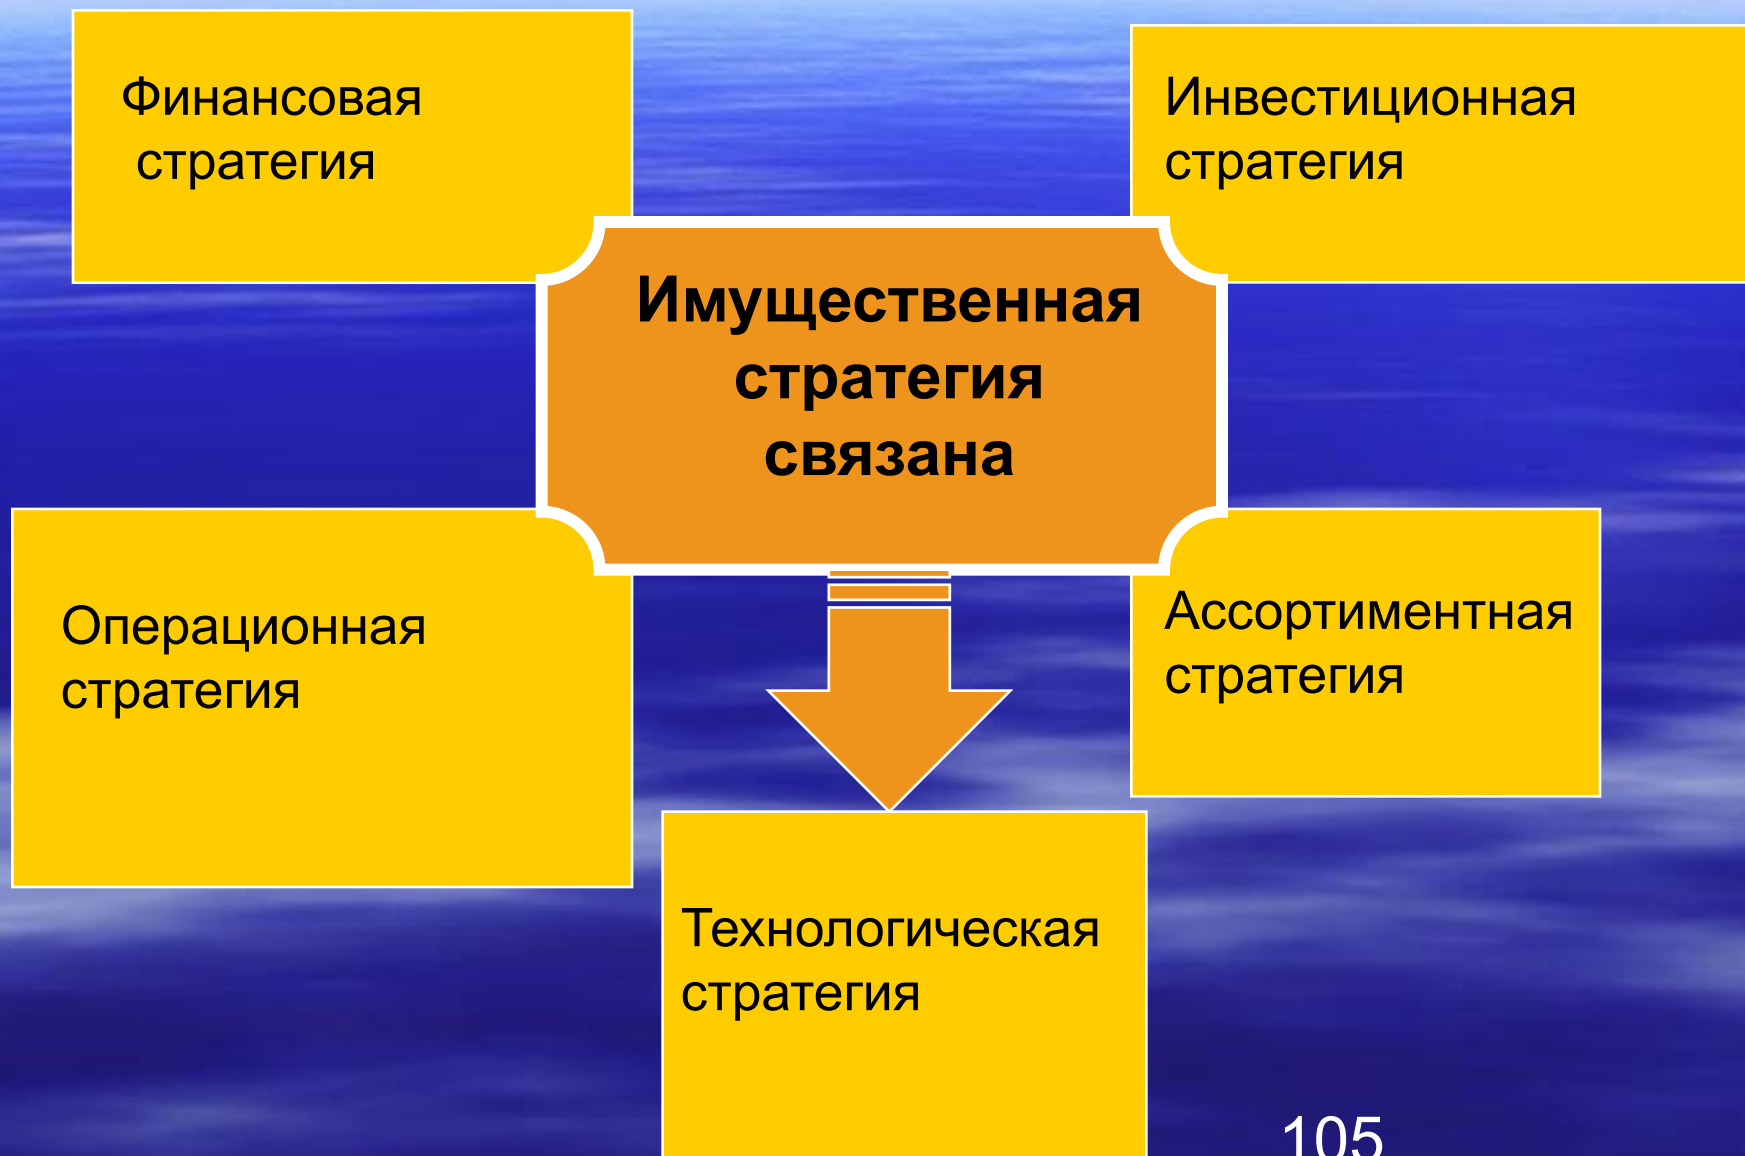 Финансовая
стратегия
Инвестиционная
стратегия
Имущественная
стратегия
связана
Операционная
стратегия
Ассортиментная
стратегия
Технологическая
стратегия
105